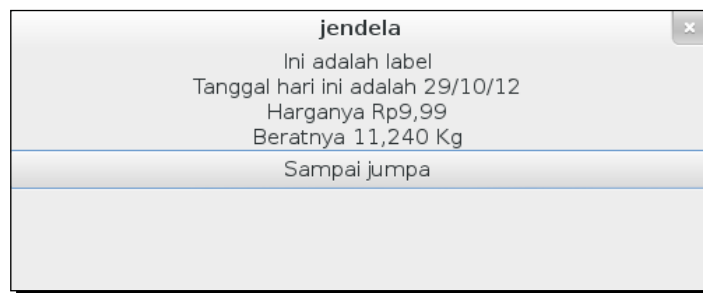 jendela
Ini adalah label
Tanggal hari ini adalah 29/10/12
Harganya Rp9,99
Beratnya 11,240 Kg
Sampai jumpa